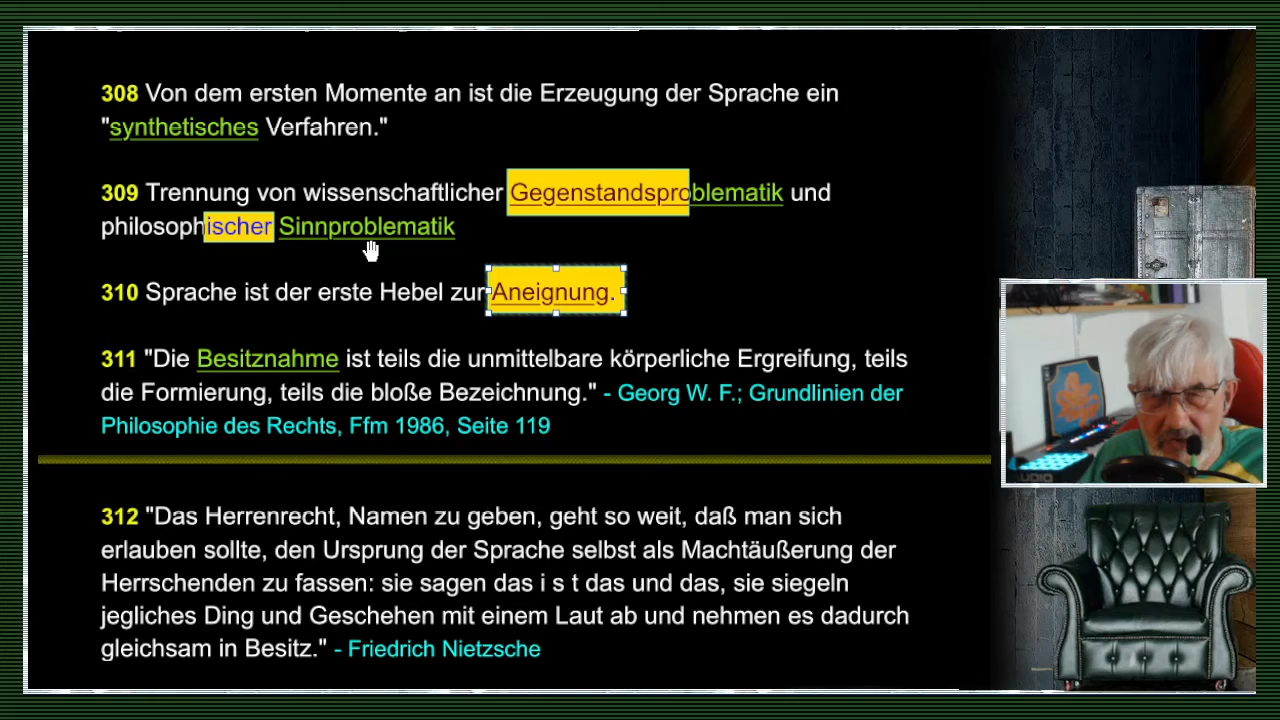 308 Von dem ersten Momente an ist die Erzeugung der Sprache ein
"synthetisches Verfahren."
309 Trennung von wissenschaftlicher Gegenstandsproblematik und
philosophischer Sinnproblematik
310 Sprache ist der erste Hebel zur Aneignung.
311 "Die Besitznahme ist teils die unmittelbare körperliche Ergreifung, teils
die Formierung, teils die bloße Bezeichnung." - Georg W. F.; Grundlinien der
Philosophie des Rechts, Ffm 1986, Seite 119
312 "Das Herrenrecht, Namen zu geben, geht so weit, daß man sich
erlauben sollte, den Ursprung der Sprache selbst als Machtäußerung der
Herrschenden zu fassen: sie sagen das i s t das und das, sie siegeln
jegliches Ding und Geschehen mit einem Laut ab und nehmen es dadurch
gleichsam in Besitz." - Friedrich Nietzsche